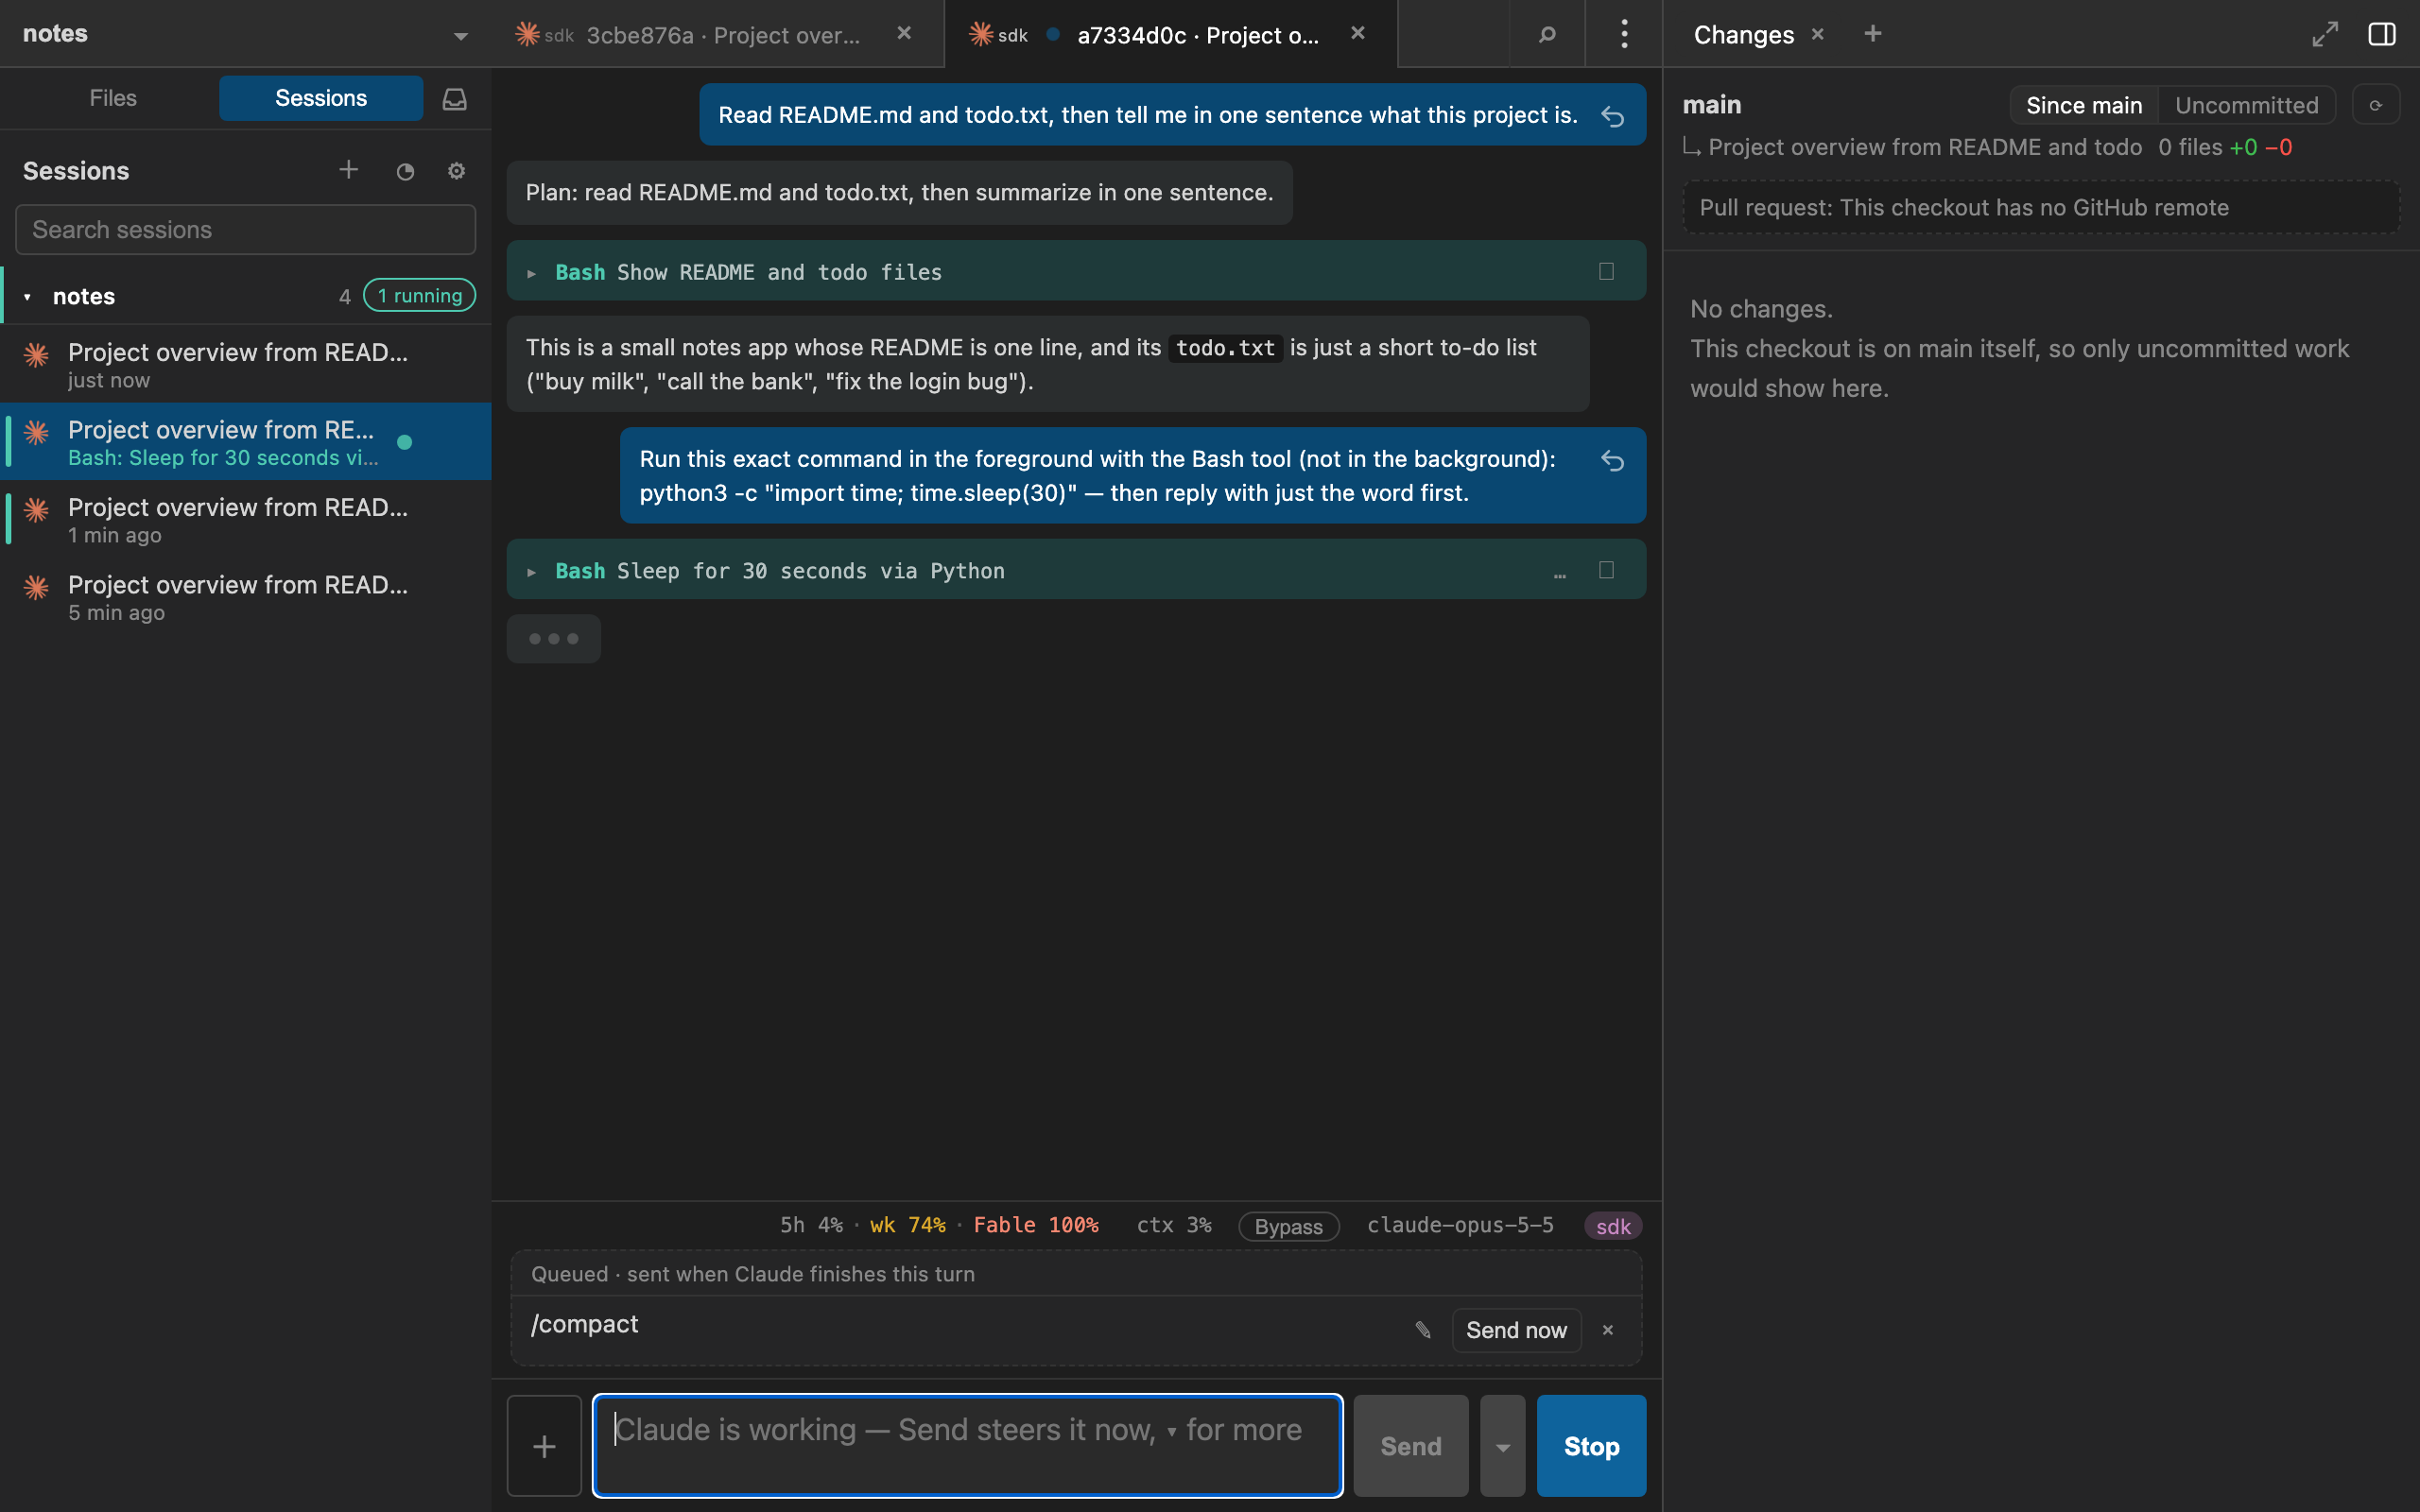 notes
Files
Sessions
Sessions
Search sessions
notes 4 1 running
Project overview from READ...
just now
Project overview from RE...
Bash: Sleep for 30 seconds vi...
Project overview from READ...
1 min ago
Project overview from READ...
5 min ago
sdk 3cbe876a · Project over... ×
sdk a7334d0c · Project o... ×
Read README.md and todo.txt, then tell me in one sentence what this project is.
Plan: read README.md and todo.txt, then summarize in one sentence.
Bash Show README and todo files
This is a small notes app whose README is one line, and its todo.txt is just a short to-do list
("buy milk", "call the bank", "fix the login bug").
Run this exact command in the foreground with the Bash tool (not in the background):
python3 -c "import time; time.sleep(30)" — then reply with just the word first.
Bash Sleep for 30 seconds via Python …
5h 4% · wk 74% · Fable 100% ctx 3% Bypass claude-opus-5-5 sdk
Queued · sent when Claude finishes this turn
/compact
Send now ×
Claude is working — Send steers it now, ▾ for more
Send
Stop
Changes × +
main
Since main Uncommitted
Project overview from README and todo 0 files +0 −0
Pull request: This checkout has no GitHub remote
No changes.
This checkout is on main itself, so only uncommitted work
would show here.